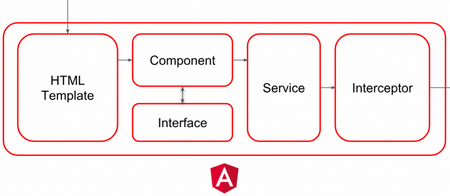 HTML
Template
Component
Interface
Service
Interceptor
A